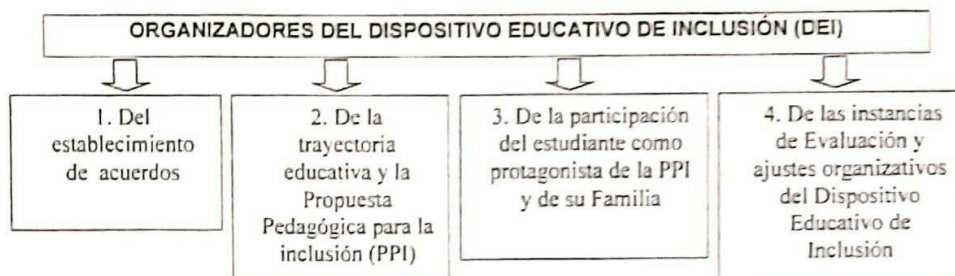 ORGANIZADORES DEL DISPOSITIVO EDUCATIVO DE INCLUSIÓN (DEI)
1. Del
establecimiento
de acuerdos
2. De la
trayectoria
educativa y la
Propuesta
Pedagógica para la
inclusión (PPI)
3. De la participación
del estudiante como
protagonista de la PPI
y de su Familia
4. De las instancias
de Evaluación y
ajustes organizativos
del Dispositivo
Educativo de
Inclusión